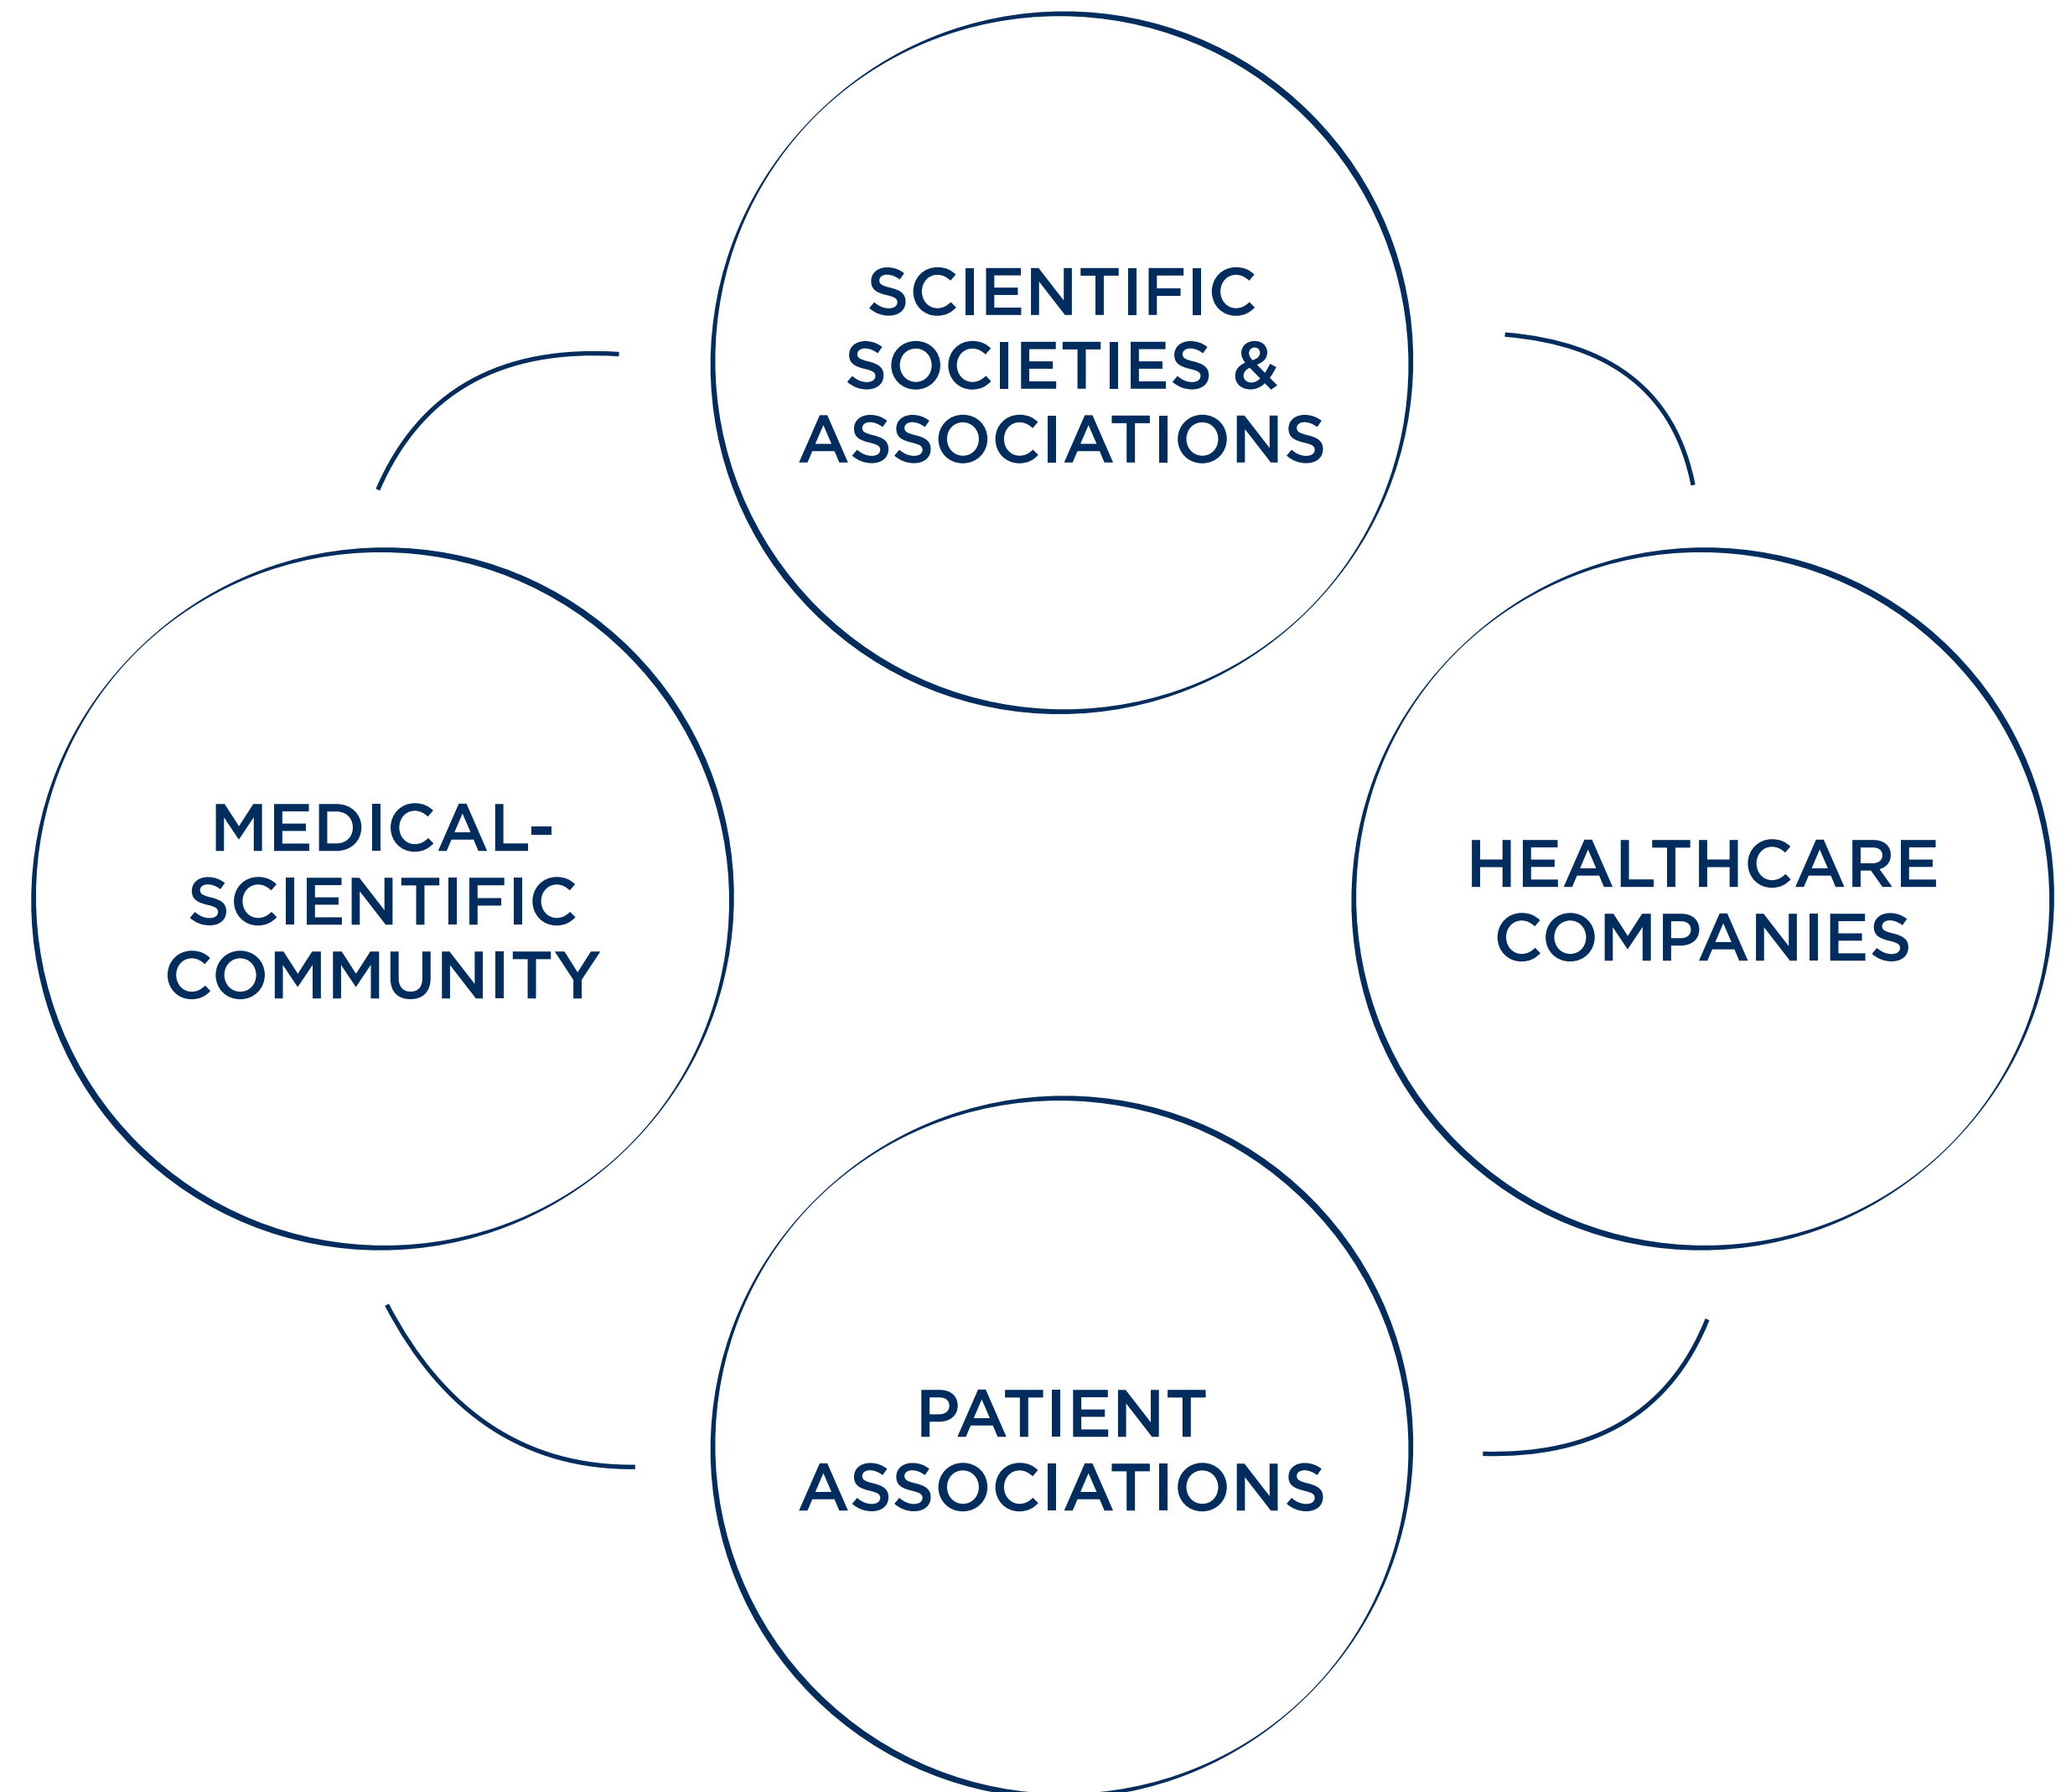 SCIENTIFIC
SOCIETIES &
ASSOCIATIONS
MEDICAL-
SCIENTIFIC
COMMUNITY
HEALTHCARE
COMPANIES
PATIENT
ASSOCIATIONS